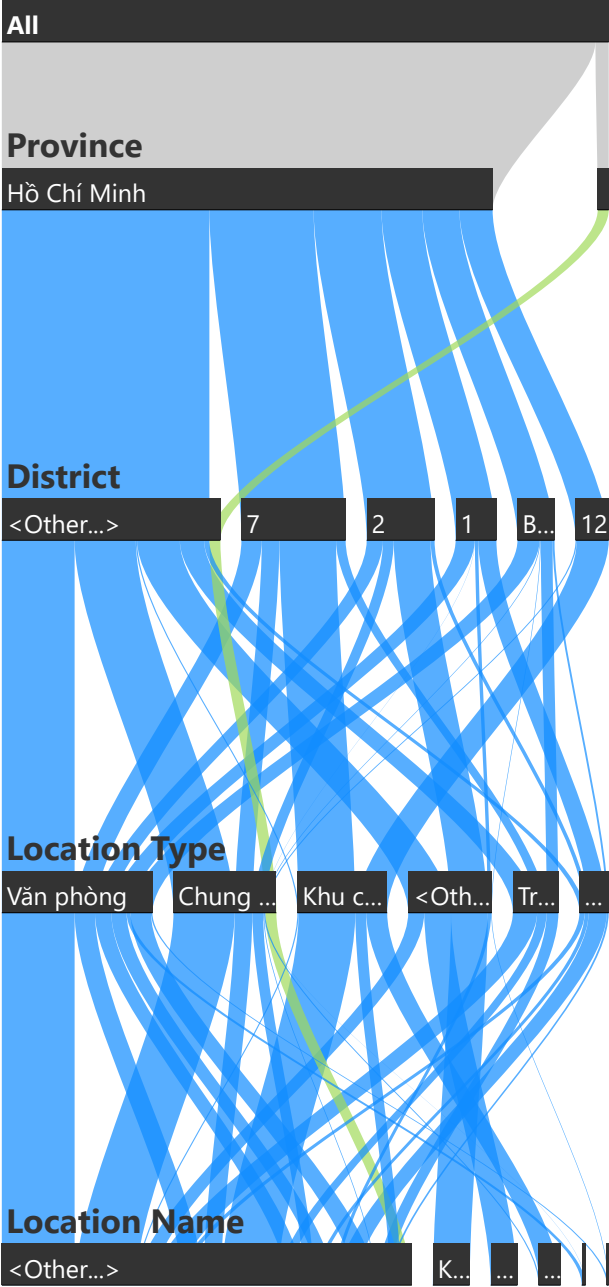 All
Province
Hồ Chí Minh
District
<Other...> 7 2 1 B... 12
Location Type
Văn phòng Chung ... Khu c... <Oth... Tr... ...
Location Name
<Other...> K... ... ...